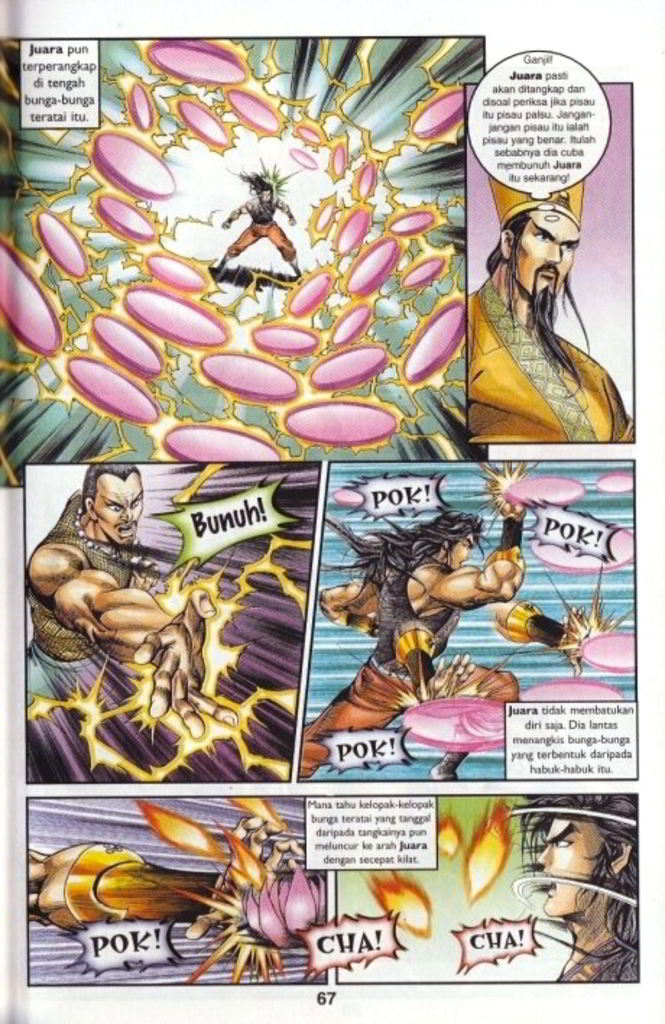 Juara pun
terperangkap
di tengah
bunga-bunga
teratai itu.
Ganjil!
Juara pasti
akan ditangkap dan
disoal periksa jika pisau
itu pisau palsu. Jangan-
jangan pisau itu ialah
pisau yang benar. Itulah
sebabnya dia cuba
membunuh Juara
itu sekarang!
Bunuh!
POK!
POK!
POK!
Juara tidak membatukan
diri saja. Dia lantas
menangkis bunga-bunga
yang terbentuk daripada
habuk-habuk itu.
Mana tahu kelopak-kelopak
bunga teratai yang tanggal
daripada tangkainya pun
meluncur ke arah Juara
dengan secepat kilat.
POK!
CHA!
CHA!
67